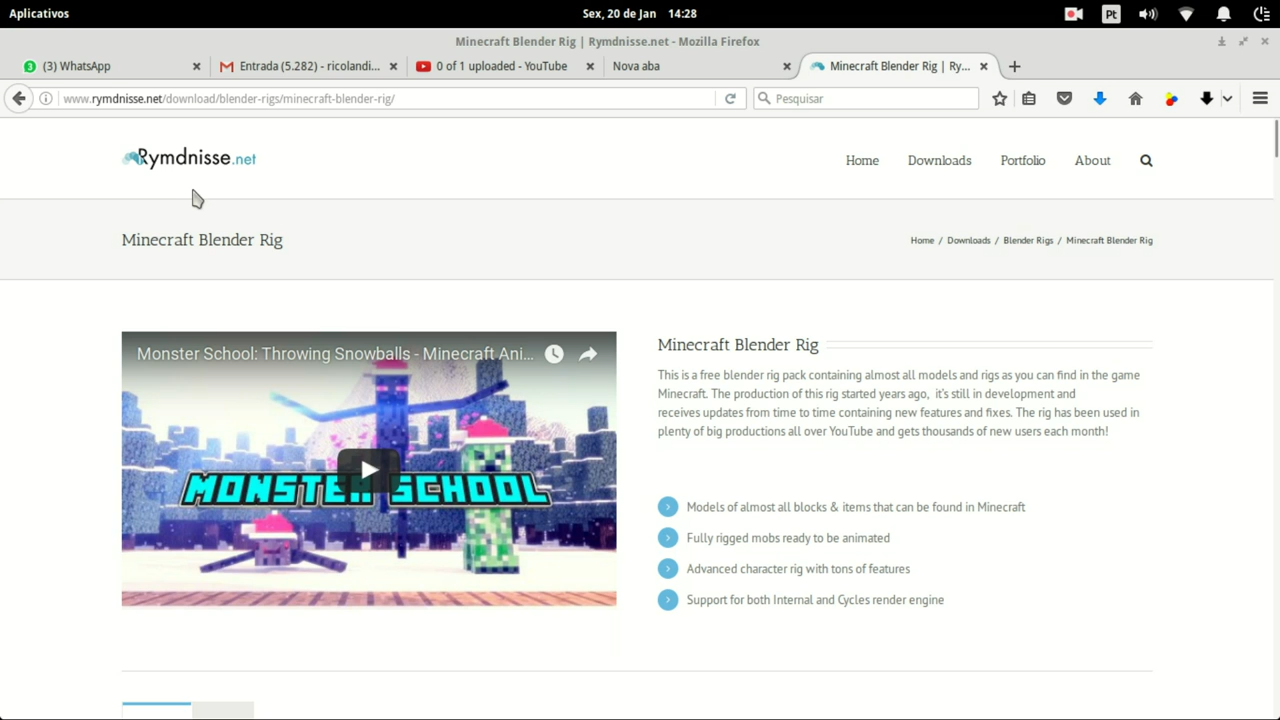 Aplicativos
Sex, 20 de Jan 14:28
Pt
Minecraft Blender Rig | Rymdnisse.net - Mozilla Firefox
3
(3) WhatsApp
Entrada (5.282) - ricolandi...
0 of 1 uploaded - YouTube
Nova aba
Minecraft Blender Rig | Ry...
www.rymdnisse.net/download/blender-rigs/minecraft-blender-rig/
Pesquisar
Rymdnisse.net
Home
Downloads
Portfolio
About
Minecraft Blender Rig
Home / Downloads / Blender Rigs / Minecraft Blender Rig
Monster School: Throwing Snowballs - Minecraft Ani...
MONSTER SCHOOL
Minecraft Blender Rig
This is a free blender rig pack containing almost all models and rigs as you can find in the game
Minecraft. The production of this rig started years ago, it's still in development and
receives updates from time to time containing new features and fixes. The rig has been used in
plenty of big productions all over YouTube and gets thousands of new users each month!
Models of almost all blocks & items that can be found in Minecraft
Fully rigged mobs ready to be animated
Advanced character rig with tons of features
Support for both Internal and Cycles render engine